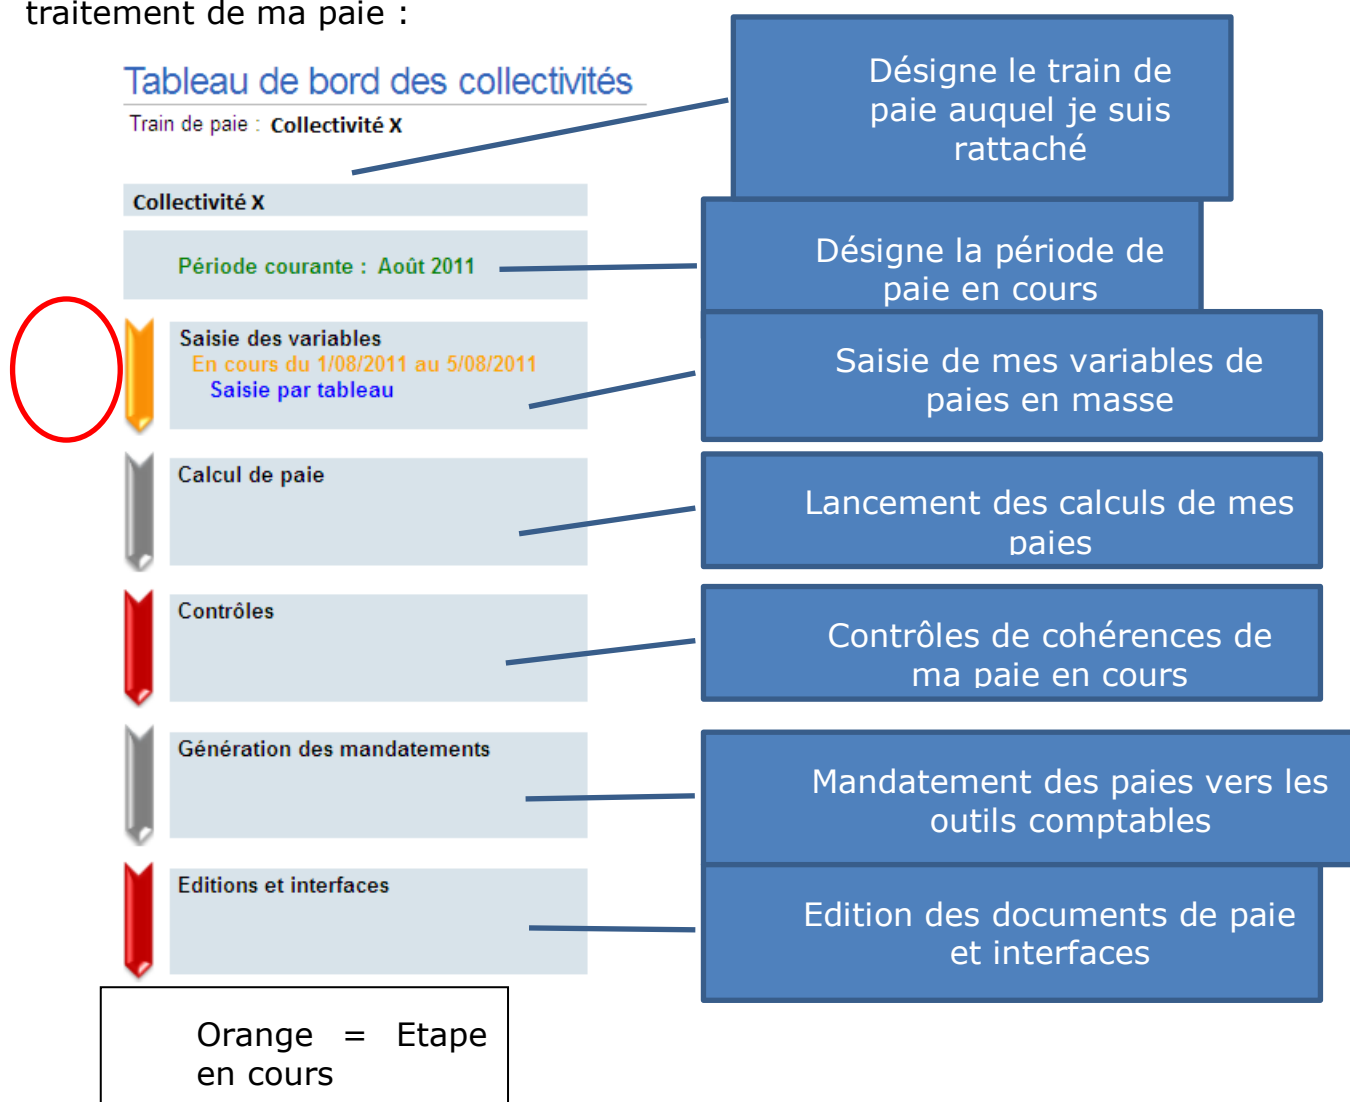 traitement de ma paie :
Tableau de bord des collectivités
Train de paie : Collectivité X
Désigne le train de
paie auquel je suis
rattaché
Collectivité X
Période courante : Août 2011
Désigne la période de
paie en cours
Saisie des variables
En cours du 1/08/2011 au 5/08/2011
Saisie par tableau
Saisie de mes variables de
paies en masse
Calcul de paie
Lancement des calculs de mes
paies
Contrôles
Contrôles de cohérences de
ma paie en cours
Génération des mandatements
Mandatement des paies vers les
outils comptables
Editions et interfaces
Edition des documents de paie
et interfaces
Orange = Etape
en cours